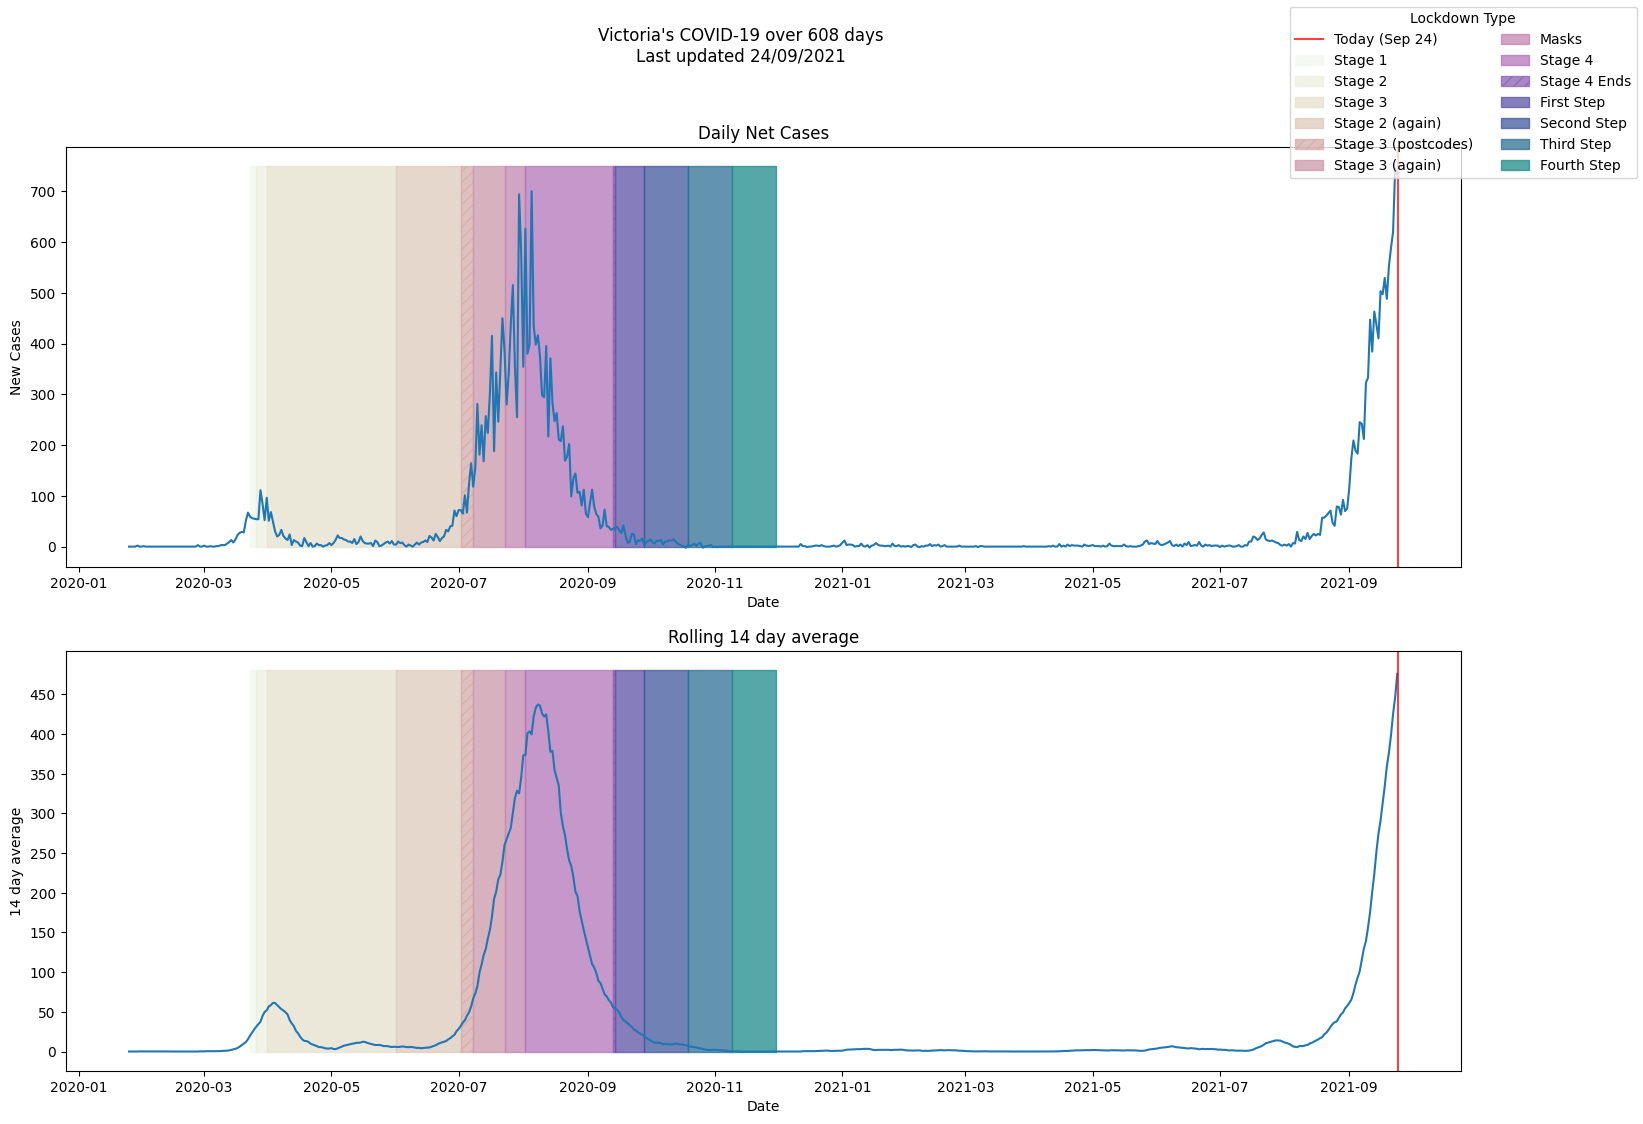 Victoria's COVID-19 over 608 days
Last updated 24/09/2021
Lockdown Type
Today (Sep 24)
Stage 1
Stage 2
Stage 3
Stage 2 (again)
Stage 3 (postcodes)
Stage 3 (again)
Masks
Stage 4
Stage 4 Ends
First Step
Second Step
Third Step
Fourth Step
Daily Net Cases
New Cases
700
600
500
400
300
200
100
0
2020-01 2020-03 2020-05 2020-07 2020-09 2020-11 2021-01 2021-03 2021-05 2021-07 2021-09
Date
Rolling 14 day average
14 day average
450
400
350
300
250
200
150
100
50
0
2020-01 2020-03 2020-05 2020-07 2020-09 2020-11 2021-01 2021-03 2021-05 2021-07 2021-09
Date